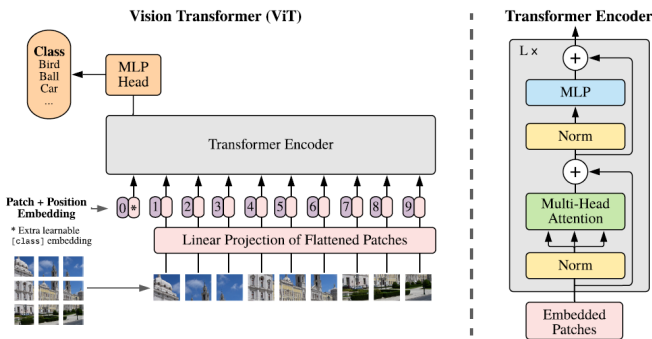 Vision Transformer (ViT)
Class
Bird
Ball
Car
...
MLP
Head
Transformer Encoder
Patch + Position
Embedding
0 * 1 2 3 4 5 6 7 8 9
* Extra learnable
[class] embedding
Linear Projection of Flattened Patches
Transformer Encoder
L ×
+
MLP
Norm
+
Multi-Head
Attention
Norm
Embedded
Patches